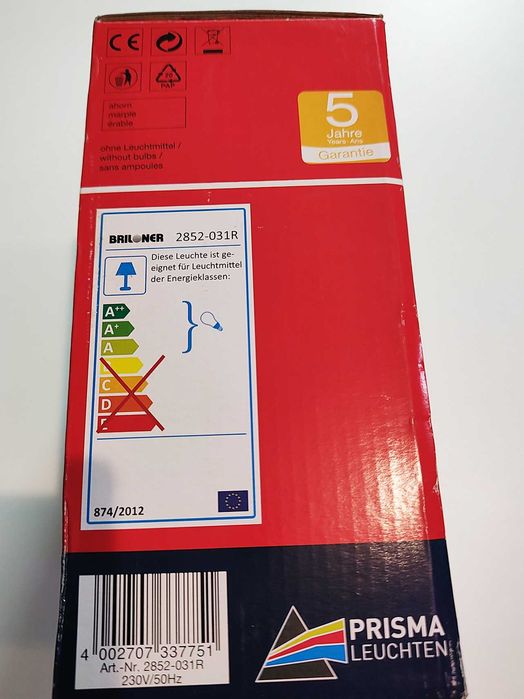 CE
20
PAP
ahorn
marple
érable
ohne Leuchtmittel /
without bulbs /
sans ampoules
5
Jahre
Years · Ans
Garantie
BRILONER 2852-031R
Diese Leuchte ist ge-
eignet für Leuchtmittel
der Energieklassen:
A++
A+
A
C
D
874/2012
4 002707 337751
Art.-Nr. 2852-031R
230V/50Hz
PRISMA
LEUCHTEN